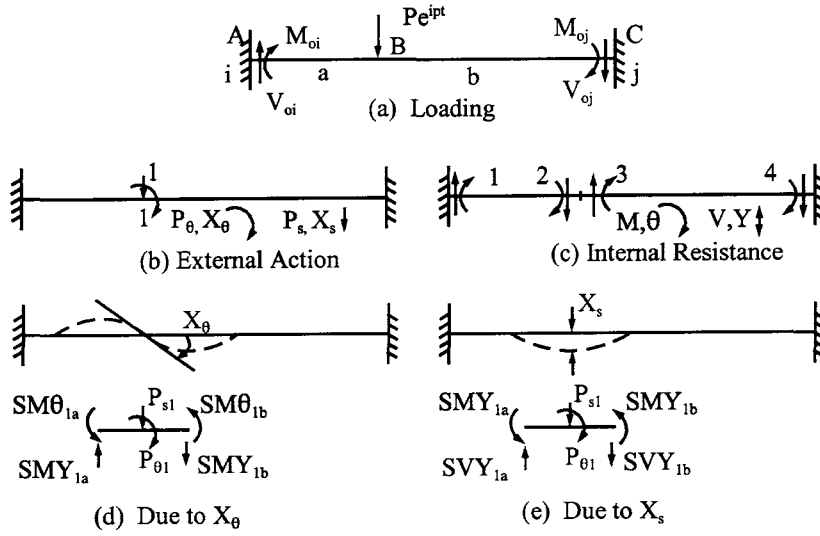 A M_oi Pe^ipt M_oj C
B
i a b j
V_oi V_oj
(a) Loading
1
1 P_θ, X_θ P_s, X_s
(b) External Action
1 2 3 4
M,θ V,Y
(c) Internal Resistance
X_θ
SMθ_1a P_s1 SMθ_1b
SMY_1a P_θ1 SMY_1b
(d) Due to X_θ
X_s
SMY_1a P_s1 SMY_1b
SVY_1a P_θ1 SVY_1b
(e) Due to X_s